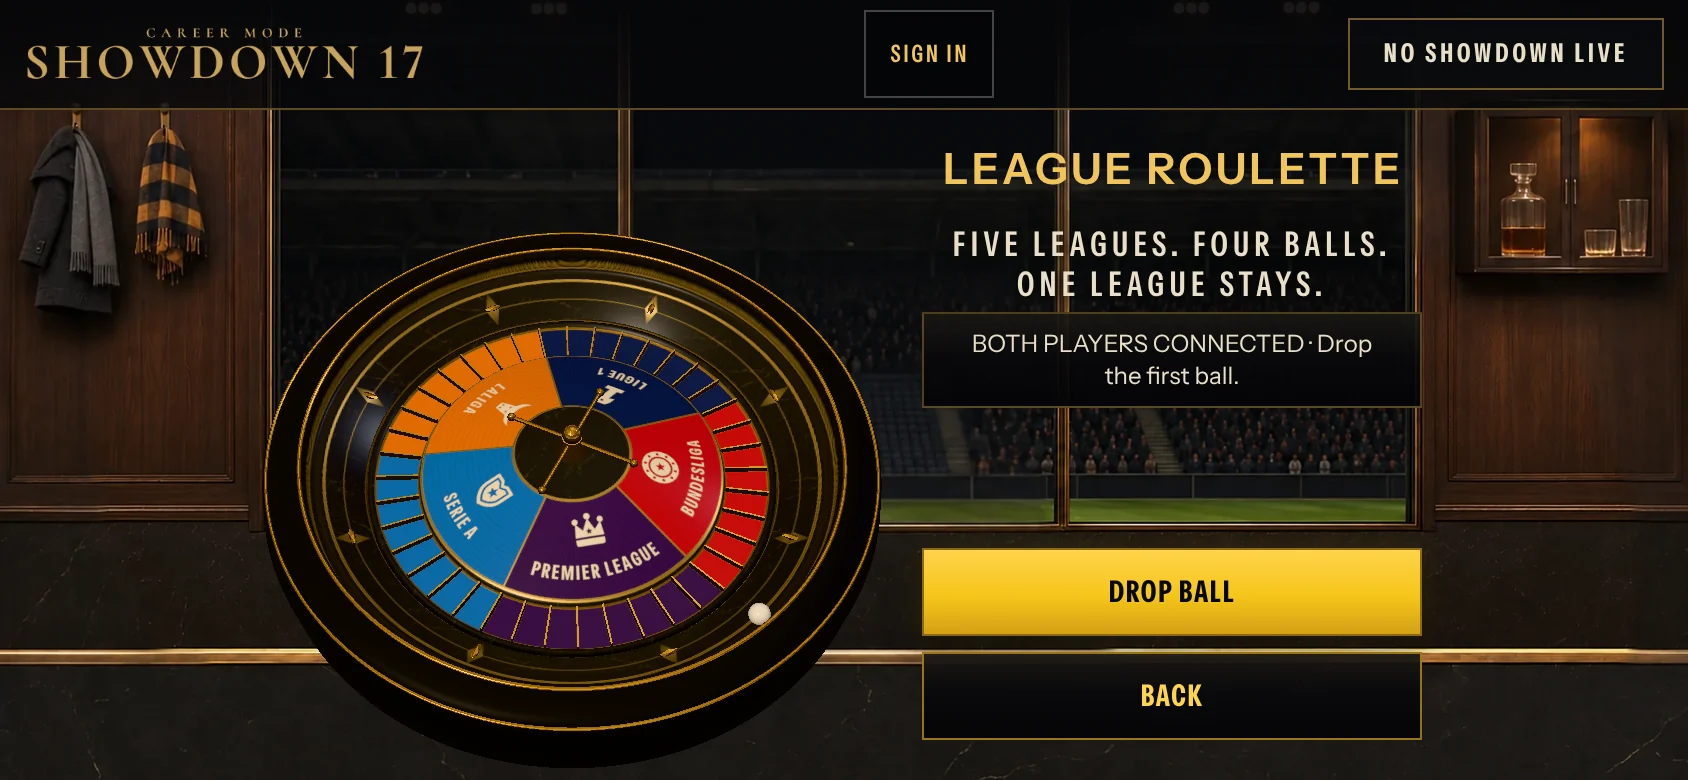 CAREER MODE
SHOWDOWN 17
SIGN IN
NO SHOWDOWN LIVE
LEAGUE ROULETTE
FIVE LEAGUES. FOUR BALLS.
ONE LEAGUE STAYS.
BOTH PLAYERS CONNECTED · Drop
the first ball.
LIGUE 1
LALIGA
BUNDESLIGA
SERIE A
PREMIER LEAGUE
DROP BALL
BACK